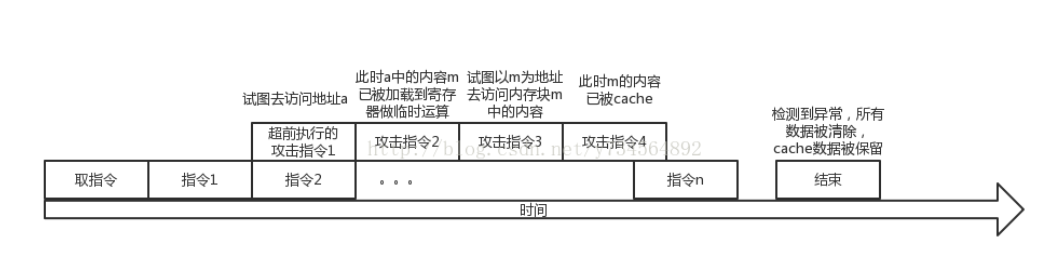 试图去访问地址a
此时a中的内容m
已被加载到寄存
器做临时运算
试图以m为地址
去访问内存块m
中的内容
此时m的内容
已被cache
检测到异常，所有
数据被清除，
cache数据被保留
超前执行的
攻击指令1
攻击指令2
攻击指令3
攻击指令4
取指令
指令1
指令2
。。。
指令n
结束
时间